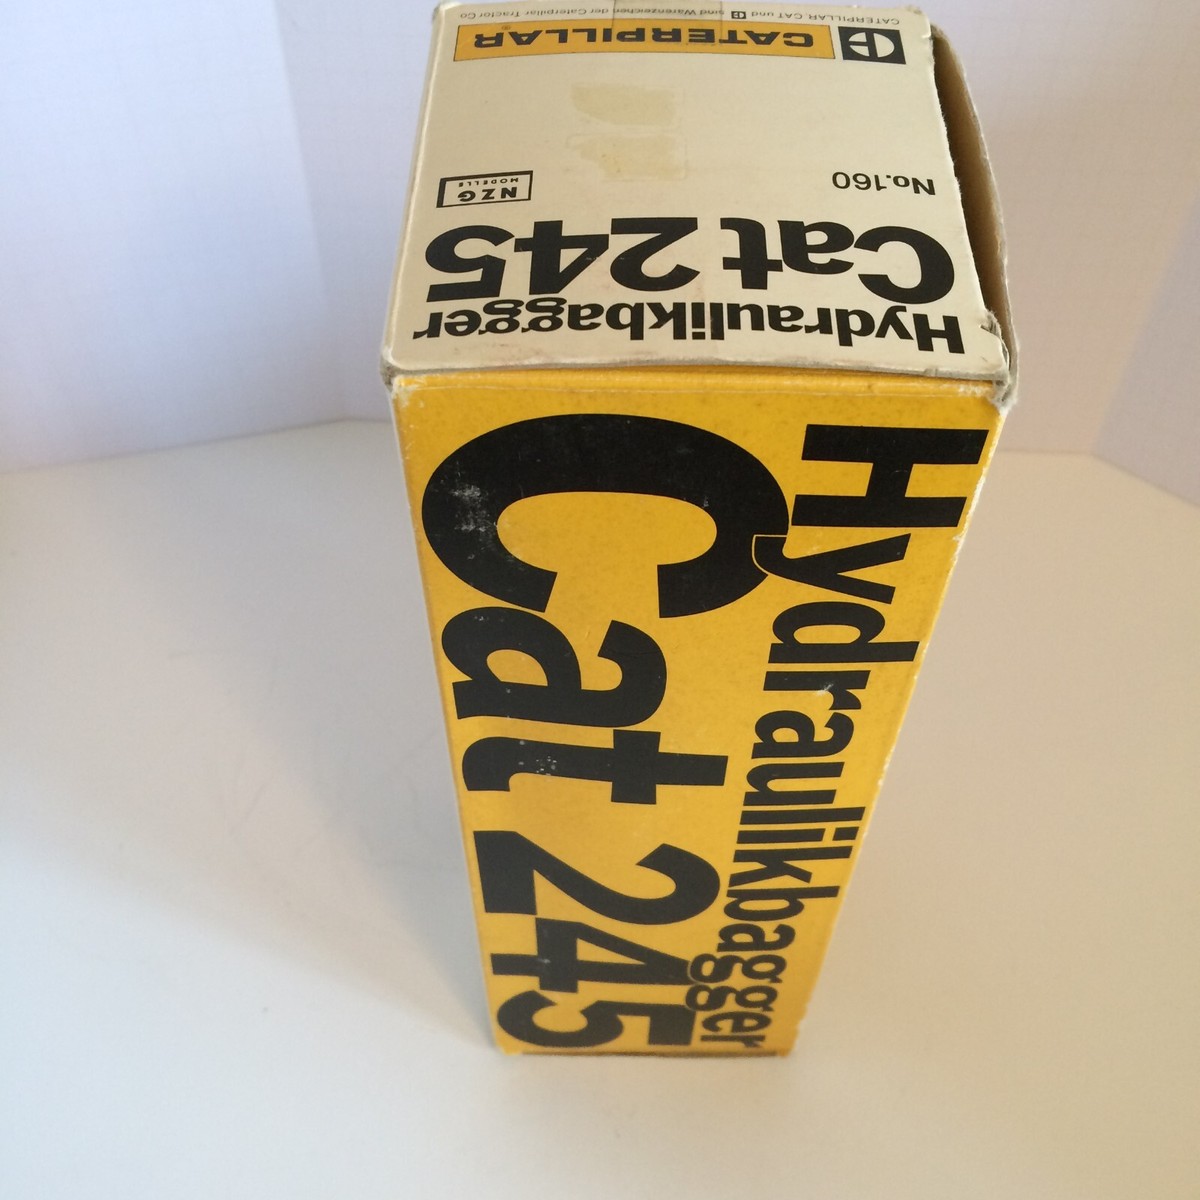 Hydraulikbagger
Cat 245
No.160
NZG
MODELLE
CATERPILLAR®
CATERPILLAR CAT und C sind Warenzeichen der Caterpillar Tractor Co
Hydraulikbagger
Cat 245